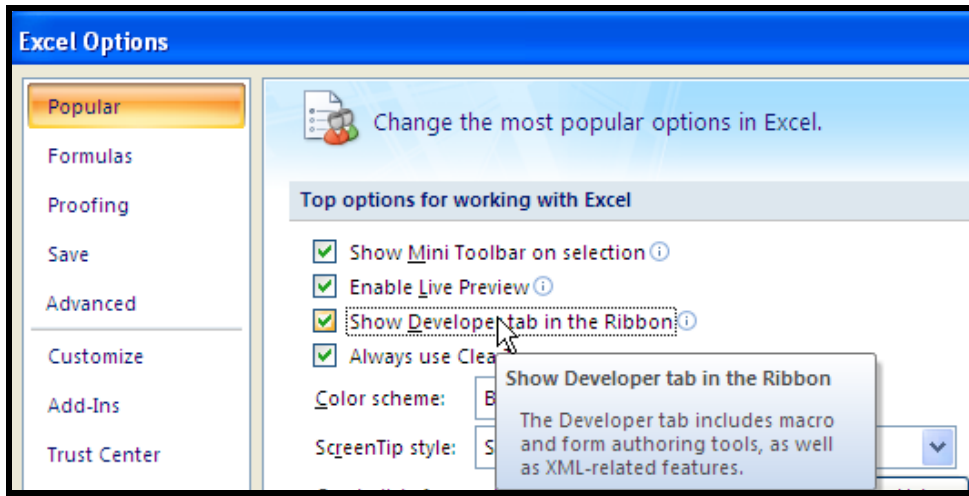 Excel Options
Popular
Formulas
Proofing
Save
Advanced
Customize
Add-Ins
Trust Center
Change the most popular options in Excel.
Top options for working with Excel
Show Mini Toolbar on selection
Enable Live Preview
Show Developer tab in the Ribbon
Always use Clea
Color scheme: B
ScreenTip style: S
Show Developer tab in the Ribbon
The Developer tab includes macro
and form authoring tools, as well
as XML-related features.